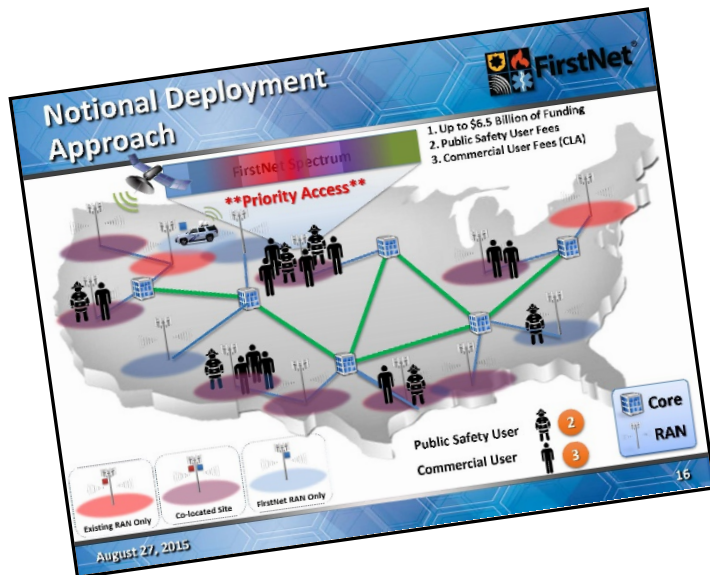 Notional Deployment
Approach
FirstNet®
1. Up to $6.5 Billion of Funding
2. Public Safety User Fees
3. Commercial User Fees (CLA)
FirstNet Spectrum
**Priority Access**
Public Safety User
2
Commercial User
3
Core
RAN
Existing RAN Only
Co-located Site
FirstNet RAN Only
16
August 27, 2015